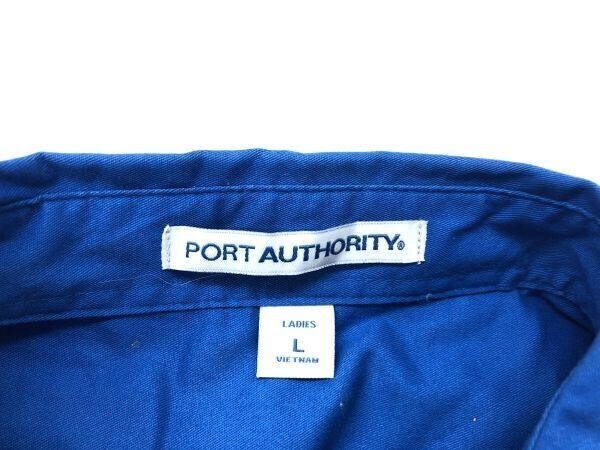 PORT AUTHORITY®
LADIES
L
VIETNAM